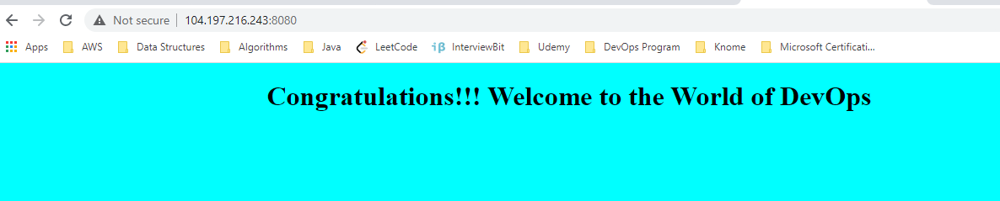 Not secure 104.197.216.243:8080
Apps AWS Data Structures Algorithms Java LeetCode iβ InterviewBit Udemy DevOps Program Knome Microsoft Certificati...
Congratulations!!! Welcome to the World of DevOps